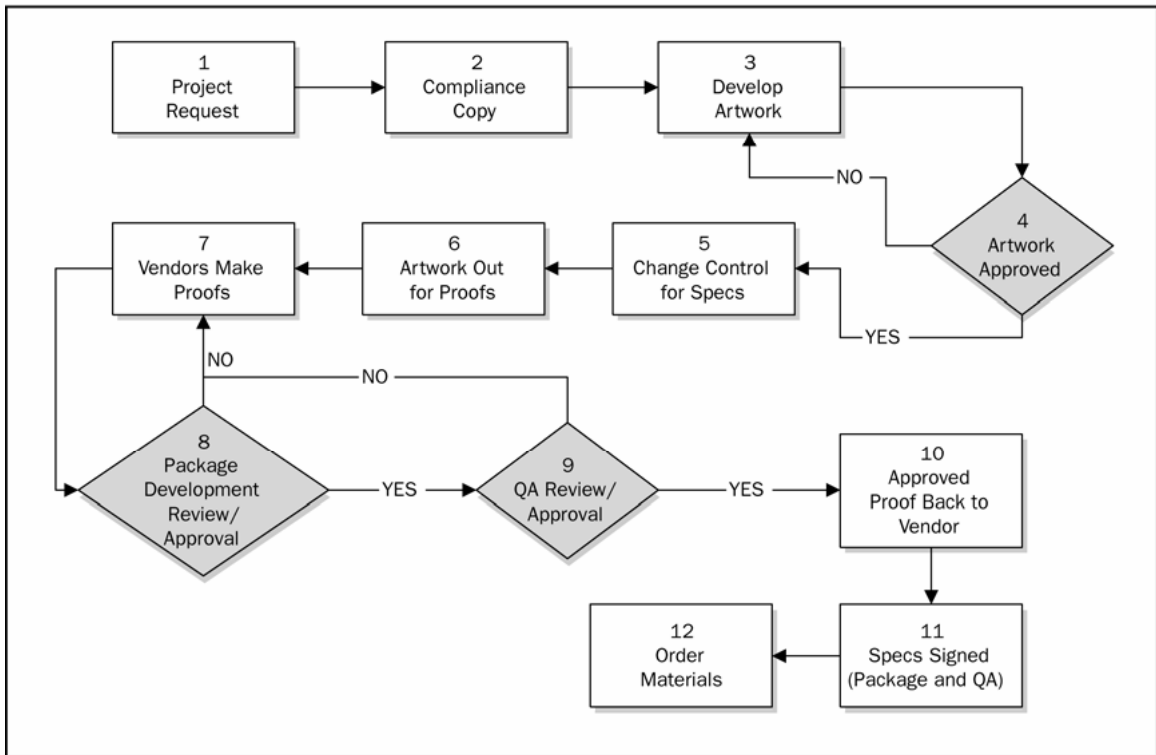 1
Project
Request
2
Compliance
Copy
3
Develop
Artwork
NO
4
Artwork
Approved
7
Vendors Make
Proofs
6
Artwork Out
for Proofs
5
Change Control
for Specs
YES
NO
NO
8
Package
Development
Review/
Approval
YES
9
QA Review/
Approval
YES
10
Approved
Proof Back to
Vendor
12
Order
Materials
11
Specs Signed
(Package and QA)